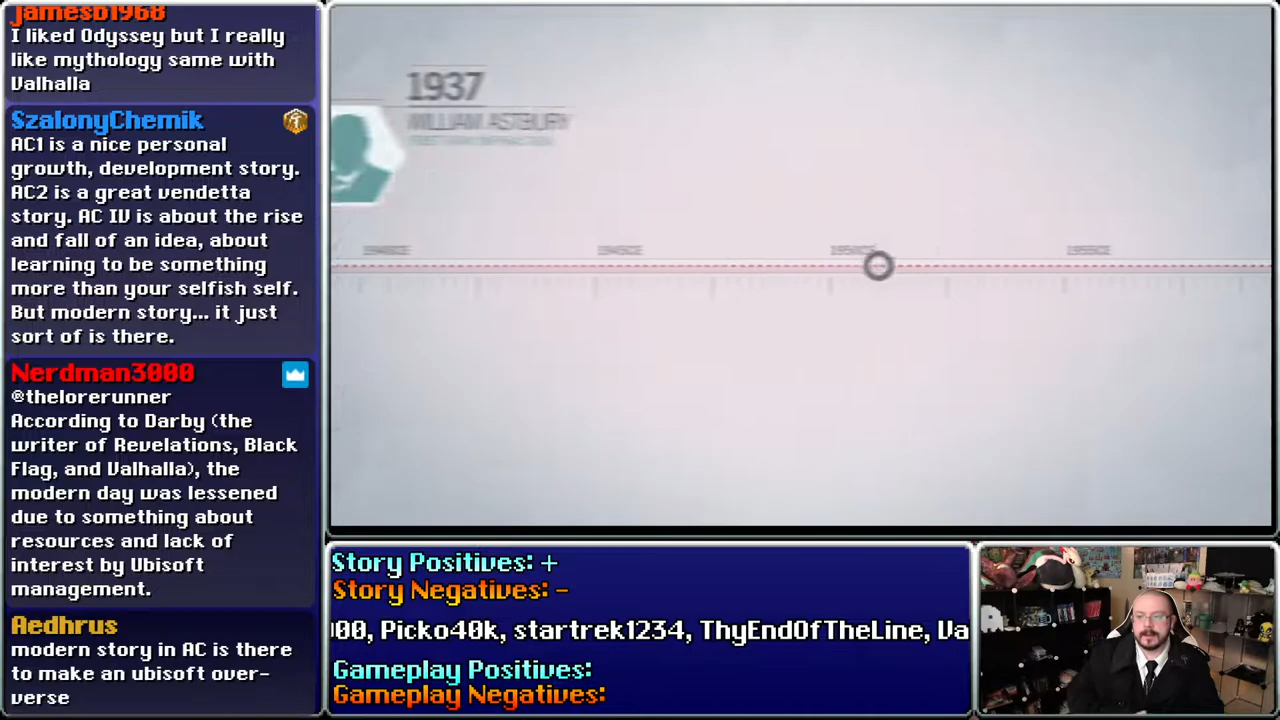 jamesb1968
I liked Odyssey but I really
like mythology same with
Valhalla
SzalonyChemik
AC1 is a nice personal
growth, development story.
AC2 is a great vendetta
story. AC IV is about the rise
and fall of an idea, about
learning to be something
more than your selfish self.
But modern story... it just
sort of is there.
Nerdman3000
@thelorerunner
According to Darby (the
writer of Revelations, Black
Flag, and Valhalla), the
modern day was lessened
due to something about
resources and lack of
interest by Ubisoft
management.
Aedhrus
modern story in AC is there
to make an ubisoft over-
verse
1937
WILLIAM ASTBURY
1940CE 1945CE 1950CE 1955CE
Story Positives: +
Story Negatives: -
00, Picko40k, startrek1234, ThyEndOfTheLine, Va
Gameplay Positives:
Gameplay Negatives: